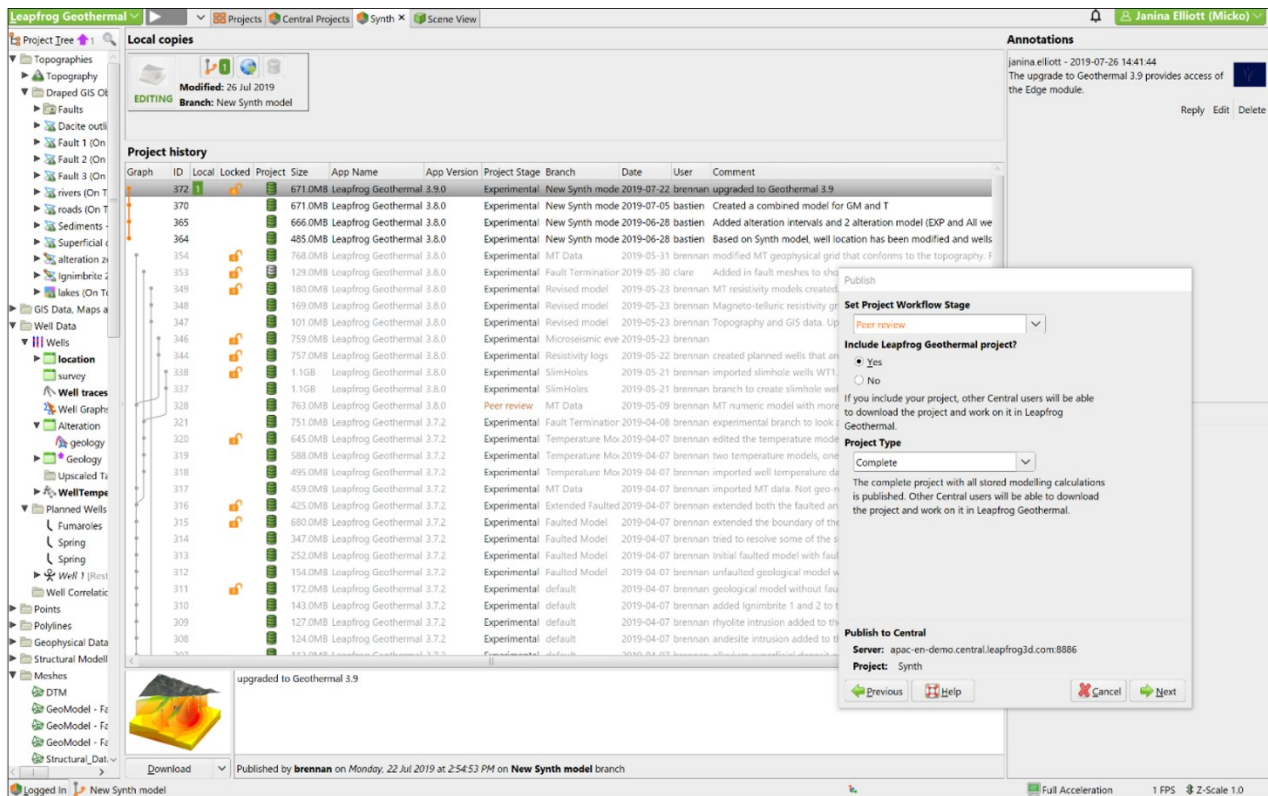 Leapfrog Geothermal
Projects
Central Projects
Synth
Scene View
Janina Elliott (Micko)
Project Tree
1
Topographies
Topography
Draped GIS Ob
Faults
Dacite outli
Fault 1 (On
Fault 2 (On
Fault 3 (On
rivers (On T
roads (On T
Sediments -
Superficial c
alteration z
Ignimbrite 2
lakes (On To
GIS Data, Maps a
Well Data
Wells
location
survey
Well traces
Well Graphs
Alteration
geology
Geology
Upscaled Ta
WellTempe
Planned Wells
Fumaroles
Spring
Spring
Well 1 [Rest
Well Correlatic
Points
Polylines
Geophysical Data
Structural Modell
Meshes
DTM
GeoModel - Fa
GeoModel - Fa
GeoModel - Fa
Structural_Dat
Local copies
1
EDITING
Modified: 26 Jul 2019
Branch: New Synth model
Project history
Graph ID Local Locked Project Size App Name App Version Project Stage Branch Date User Comment
372 1 671.0MB Leapfrog Geothermal 3.9.0 Experimental New Synth mode 2019-07-22 brennan upgraded to Geothermal 3.9
370 671.0MB Leapfrog Geothermal 3.8.0 Experimental New Synth mode 2019-07-05 bastien Created a combined model for GM and T
365 666.0MB Leapfrog Geothermal 3.8.0 Experimental New Synth mode 2019-06-28 bastien Added alteration intervals and 2 alteration model (EXP and All we
364 485.0MB Leapfrog Geothermal 3.8.0 Experimental New Synth mode 2019-06-28 bastien Based on Synth model, well location has been modified and wells
354 768.0MB Leapfrog Geothermal 3.8.0 Experimental MT Data 2019-05-31 brennan modified MT geophysical grid that conforms to the topography.
353 129.0MB Leapfrog Geothermal 3.8.0 Experimental Fault Termination 2019-05-30 clare Added in fault meshes to sho
349 180.0MB Leapfrog Geothermal 3.8.0 Experimental Revised model 2019-05-23 brennan MT resistivity models created
348 169.0MB Leapfrog Geothermal 3.8.0 Experimental Revised model 2019-05-23 brennan Magneto-telluric resistivity gr
347 101.0MB Leapfrog Geothermal 3.8.0 Experimental Revised model 2019-05-23 brennan Topography and GIS data. Up
346 759.0MB Leapfrog Geothermal 3.8.0 Experimental Microseismic eve 2019-05-23 brennan
344 757.0MB Leapfrog Geothermal 3.8.0 Experimental Resistivity logs 2019-05-22 brennan created planned wells that an
338 1.1GB Leapfrog Geothermal 3.8.0 Experimental SlimHoles 2019-05-21 brennan imported slimhole wells WT1.
337 1.1GB Leapfrog Geothermal 3.8.0 Experimental SlimHoles 2019-05-21 brennan branch to create slimhole wel
328 763.0MB Leapfrog Geothermal 3.8.0 Peer review MT Data 2019-05-09 brennan MT numeric model with more
321 751.0MB Leapfrog Geothermal 3.7.2 Experimental Fault Termination 2019-04-08 brennan experimental branch to look a
320 645.0MB Leapfrog Geothermal 3.7.2 Experimental Temperature Mo 2019-04-07 brennan edited the temperature mode
319 588.0MB Leapfrog Geothermal 3.7.2 Experimental Temperature Mo 2019-04-07 brennan two temperature models, one
318 495.0MB Leapfrog Geothermal 3.7.2 Experimental Temperature Mo 2019-04-07 brennan imported well temperature da
317 459.0MB Leapfrog Geothermal 3.7.2 Experimental MT Data 2019-04-07 brennan imported MT data. Not geo-r
316 425.0MB Leapfrog Geothermal 3.7.2 Experimental Extended Faulted 2019-04-07 brennan extended both the faulted an
315 680.0MB Leapfrog Geothermal 3.7.2 Experimental Faulted Model 2019-04-07 brennan extended the boundary of the
314 347.0MB Leapfrog Geothermal 3.7.2 Experimental Faulted Model 2019-04-07 brennan tried to resolve some of the s
313 252.0MB Leapfrog Geothermal 3.7.2 Experimental Faulted Model 2019-04-07 brennan Initial faulted model with faul
312 154.0MB Leapfrog Geothermal 3.7.2 Experimental Faulted Model 2019-04-07 brennan unfaulted geological model w
311 172.0MB Leapfrog Geothermal 3.7.2 Experimental default 2019-04-07 brennan geological model without fau
310 143.0MB Leapfrog Geothermal 3.7.2 Experimental default 2019-04-07 brennan added Ignimbrite 1 and 2 to t
309 127.0MB Leapfrog Geothermal 3.7.2 Experimental default 2019-04-07 brennan rhyolite intrusion added to the
308 124.0MB Leapfrog Geothermal 3.7.2 Experimental default 2019-04-07 brennan andesite intrusion added to th
upgraded to Geothermal 3.9
Download
Published by brennan on Monday, 22 Jul 2019 at 2:54:53 PM on New Synth model branch
Annotations
janina.elliott - 2019-07-26 14:41:44
The upgrade to Geothermal 3.9 provides access of
the Edge module.
Reply Edit Delete
Publish
Set Project Workflow Stage
Peer review
Include Leapfrog Geothermal project?
Yes
No
If you include your project, other Central users will be able
to download the project and work on it in Leapfrog
Geothermal.
Project Type
Complete
The complete project with all stored modelling calculations
is published. Other Central users will be able to download
the project and work on it in Leapfrog Geothermal.
Publish to Central
Server: apac-en-demo.central.leapfrog3d.com:8886
Project: Synth
Previous
Help
Cancel
Next
Logged In
New Synth model
Full Acceleration
1 FPS
Z-Scale 1.0